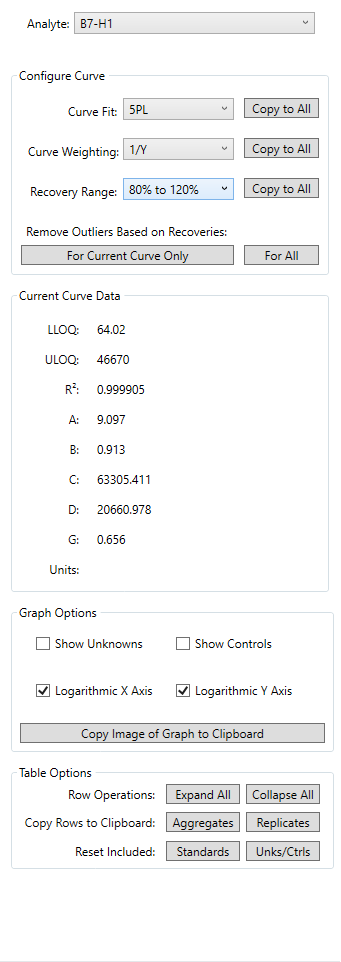 Analyte: B7-H1
Configure Curve
Curve Fit: 5PL Copy to All
Curve Weighting: 1/Y Copy to All
Recovery Range: 80% to 120% Copy to All
Remove Outliers Based on Recoveries:
For Current Curve Only For All
Current Curve Data
LLOQ: 64.02
ULOQ: 46670
R²: 0.999905
A: 9.097
B: 0.913
C: 63305.411
D: 20660.978
G: 0.656
Units:
Graph Options
Show Unknowns Show Controls
Logarithmic X Axis Logarithmic Y Axis
Copy Image of Graph to Clipboard
Table Options
Row Operations: Expand All Collapse All
Copy Rows to Clipboard: Aggregates Replicates
Reset Included: Standards Unks/Ctrls